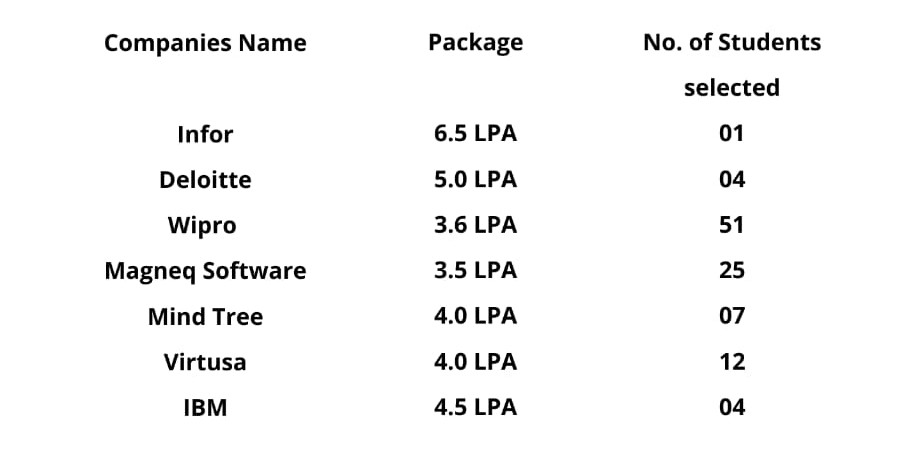 Companies Name Package No. of Students
selected
Infor 6.5 LPA 01
Deloitte 5.0 LPA 04
Wipro 3.6 LPA 51
Magneq Software 3.5 LPA 25
Mind Tree 4.0 LPA 07
Virtusa 4.0 LPA 12
IBM 4.5 LPA 04